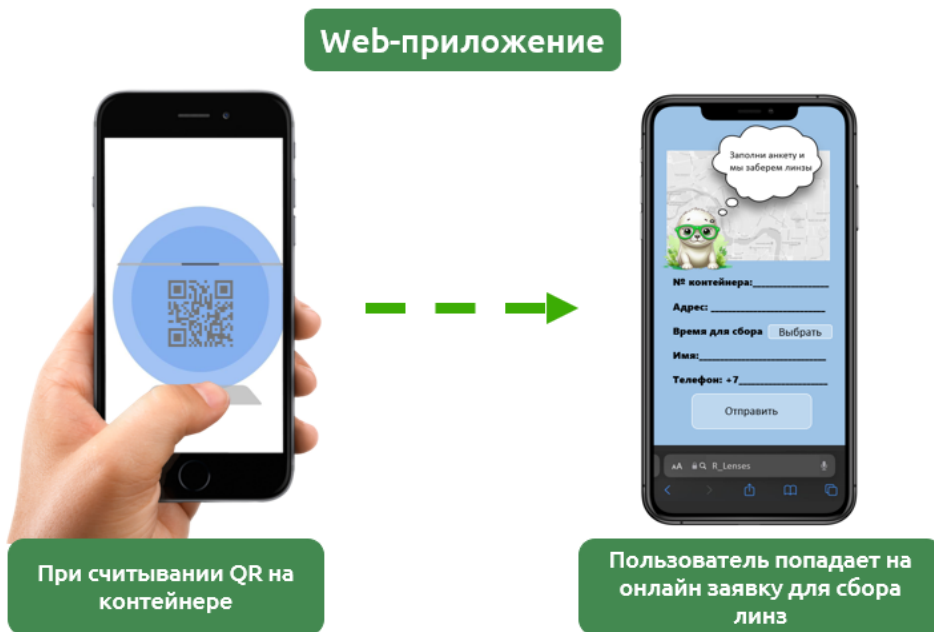 Web-приложение
Заполни анкету и
мы заберем линзы
№ контейнера:
Адрес:
Время для сбора Выбрать
Имя:
Телефон: +7
Отправить
AA R_Lenses
При считывании QR на
контейнере
Пользователь попадает на
онлайн заявку для сбора
линз